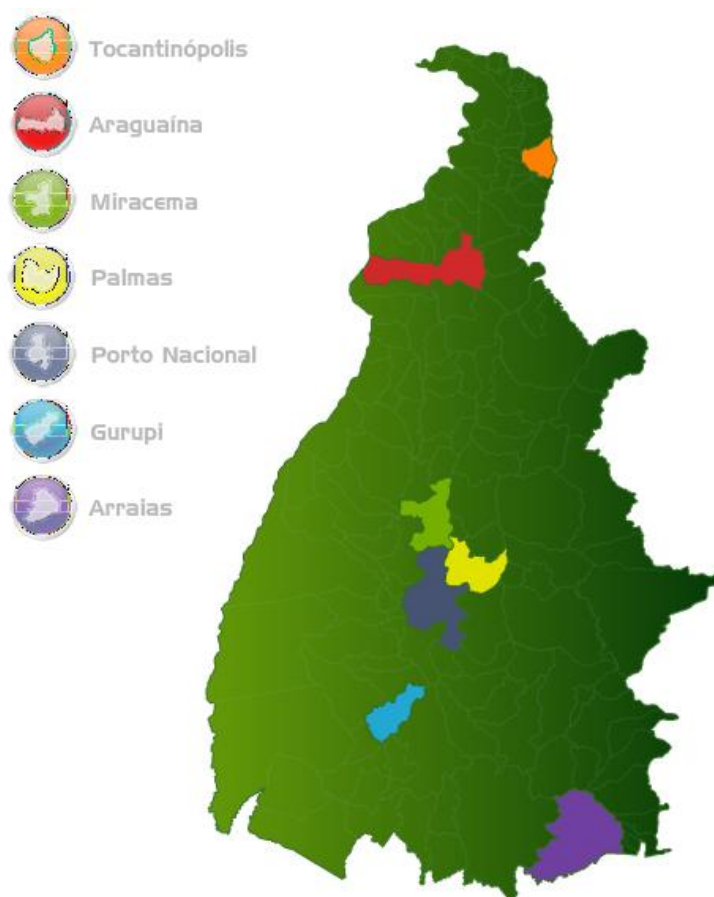 Tocantinópolis
Araguaína
Miracema
Palmas
Porto Nacional
Gurupi
Arraias